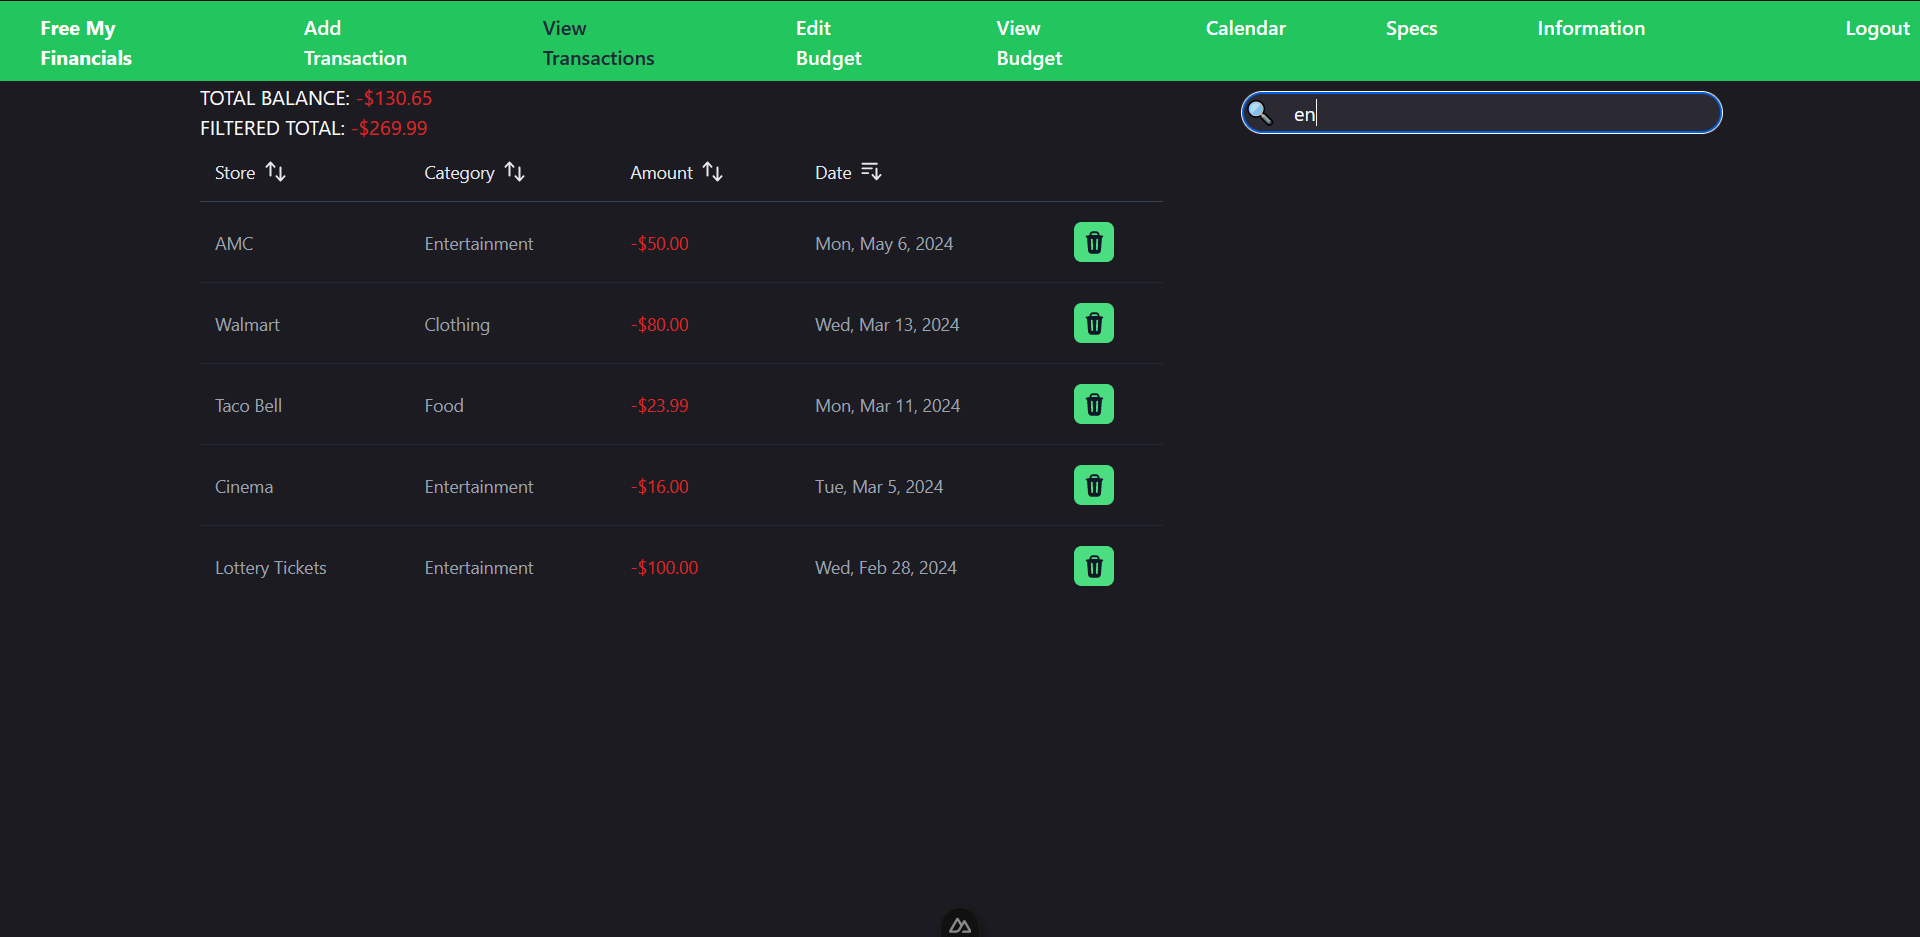 Free My Financials Add Transaction View Transactions Edit Budget View Budget Calendar Specs Information Logout
TOTAL BALANCE: -$130.65
en
FILTERED TOTAL: -$269.99
Store Category Amount Date
AMC Entertainment -$50.00 Mon, May 6, 2024
Walmart Clothing -$80.00 Wed, Mar 13, 2024
Taco Bell Food -$23.99 Mon, Mar 11, 2024
Cinema Entertainment -$16.00 Tue, Mar 5, 2024
Lottery Tickets Entertainment -$100.00 Wed, Feb 28, 2024